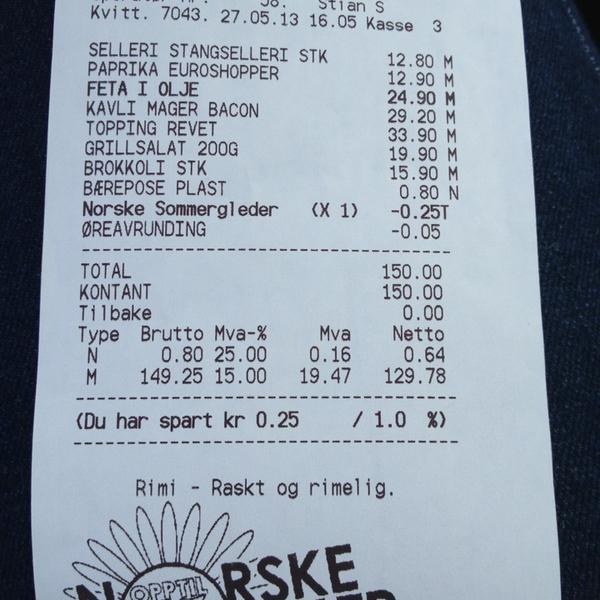 Stian S
Kvitt. 7043. 27.05.13 16.05 Kasse 3
SELLERI STANGSELLERI STK 12.80 M
PAPRIKA EUROSHOPPER 12.90 M
FETA I OLJE 24.90 M
KAVLI MAGER BACON 29.20 M
TOPPING REVET 33.90 M
GRILLSALAT 200G 19.90 M
BROKKOLI STK 15.90 M
BÆREPOSE PLAST 0.80 N
Norske Sommergleder (X 1) -0.25T
ØREAVRUNDING -0.05
TOTAL 150.00
KONTANT 150.00
Tilbake 0.00
Type Brutto Mva-% Mva Netto
N 0.80 25.00 0.16 0.64
M 149.25 15.00 19.47 129.78
(Du har spart kr 0.25 / 1.0 %)
Rimi - Raskt og rimelig.
N RSKE
OPPTIL